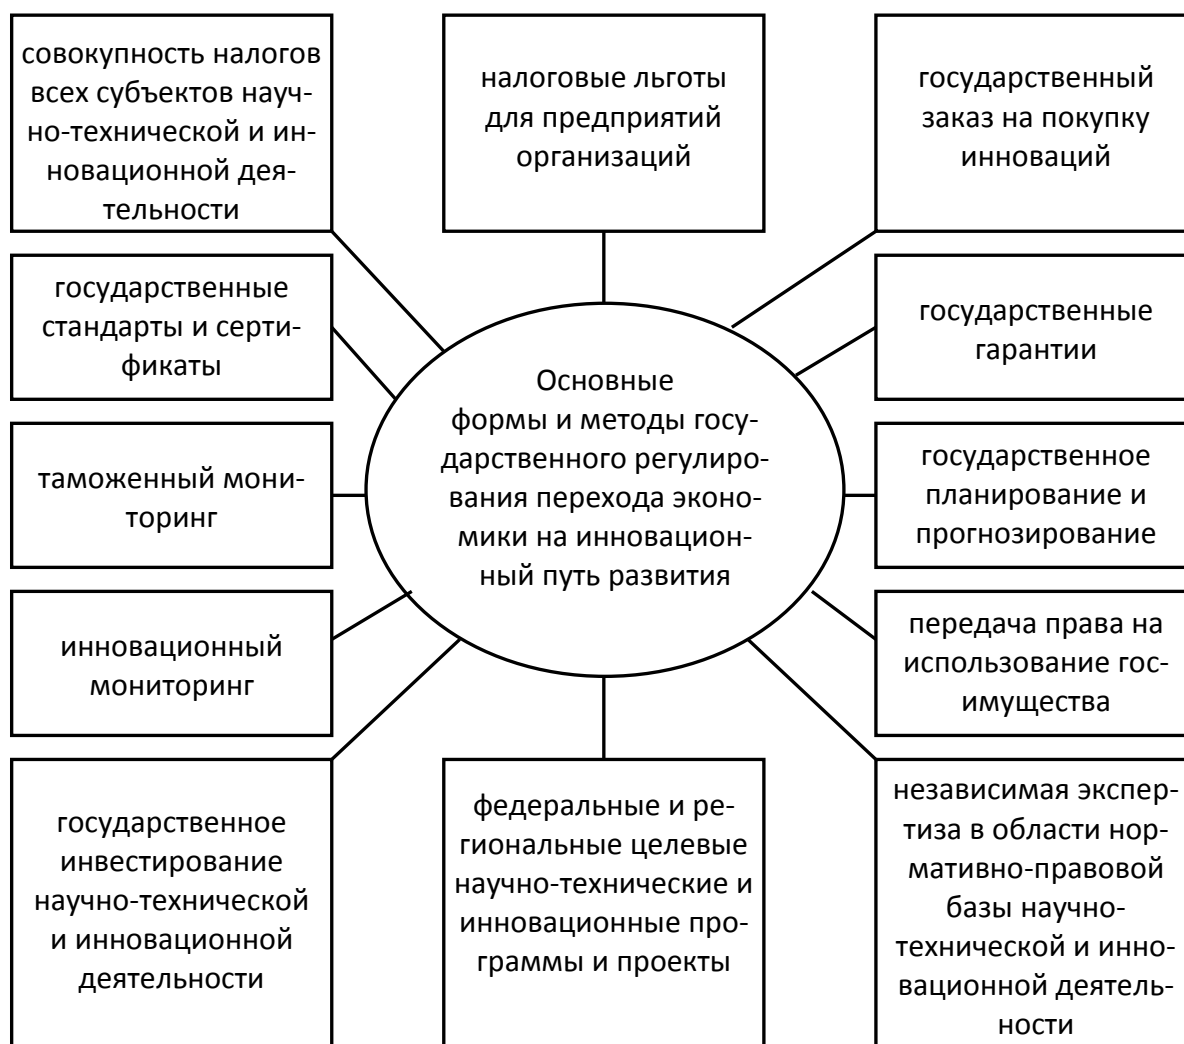 совокупность налогов
всех субъектов науч-
но-технической и ин-
новационной дея-
тельности
налоговые льготы
для предприятий
организаций
государственный
заказ на покупку
инноваций
государственные
стандарты и серти-
фикаты
государственные
гарантии
Основные
формы и методы госу-
дарственного регулиро-
вания перехода эконо-
мики на инновацион-
ный путь развития
таможенный мони-
торинг
государственное
планирование и
прогнозирование
инновационный
мониторинг
передача права на
использование гос-
имущества
государственное
инвестирование
научно-технической
и инновационной
деятельности
федеральные и ре-
гиональные целевые
научно-технические и
инновационные про-
граммы и проекты
независимая экспер-
тиза в области нор-
мативно-правовой
базы научно-
технической и инно-
вационной деятель-
ности